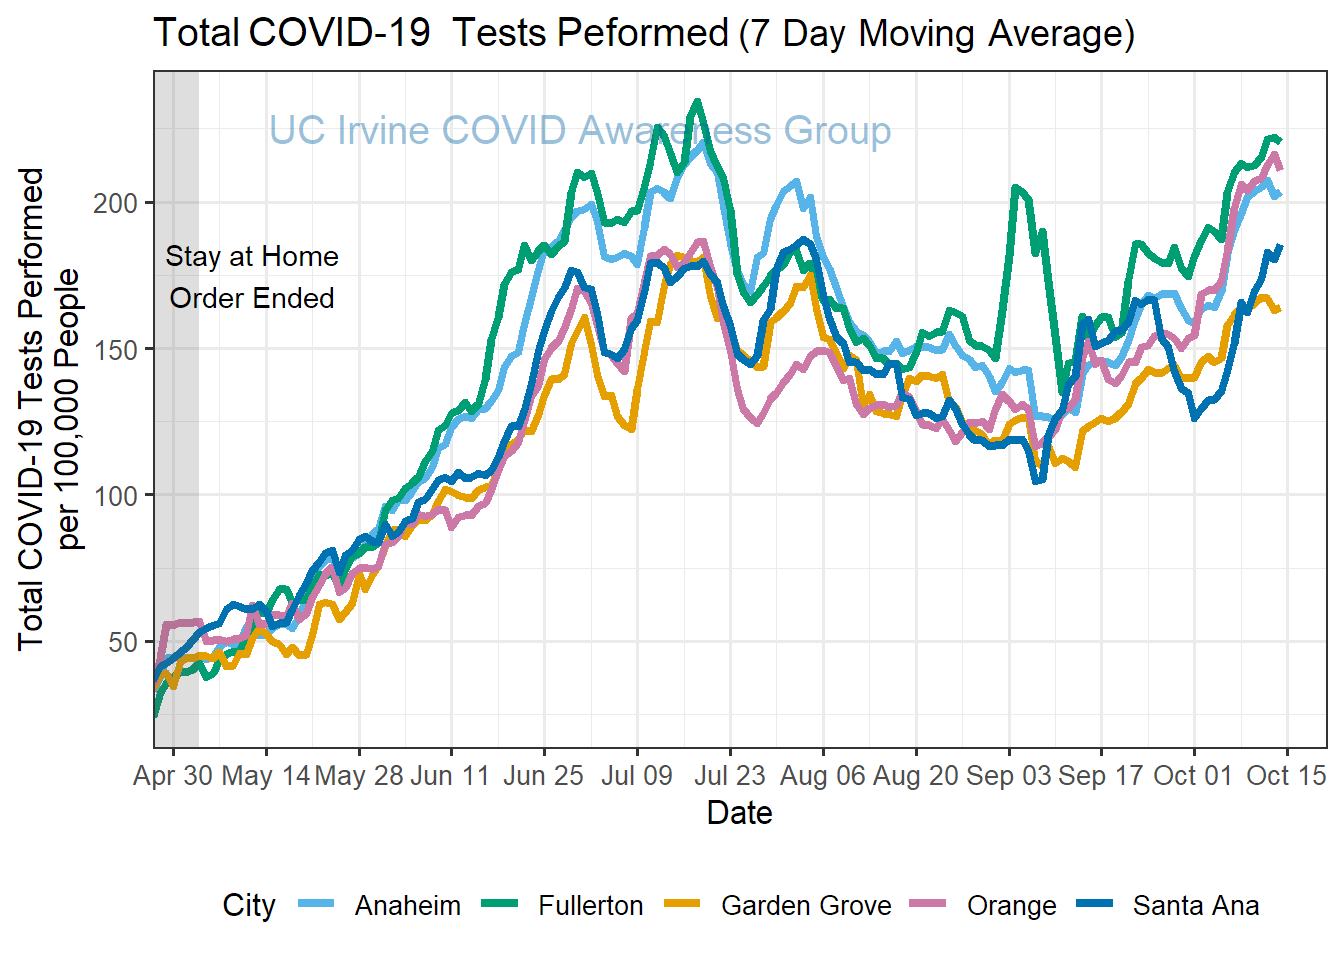 Total COVID-19  Tests Peformed (7 Day Moving Average)
UC Irvine COVID Awareness Group
Stay at Home
Order Ended
Total COVID-19 Tests Performed
per 100,000 People
200
150
100
50
Apr 30 May 14 May 28 Jun 11 Jun 25 Jul 09 Jul 23 Aug 06 Aug 20 Sep 03 Sep 17 Oct 01 Oct 15
Date
City Anaheim Fullerton Garden Grove Orange Santa Ana